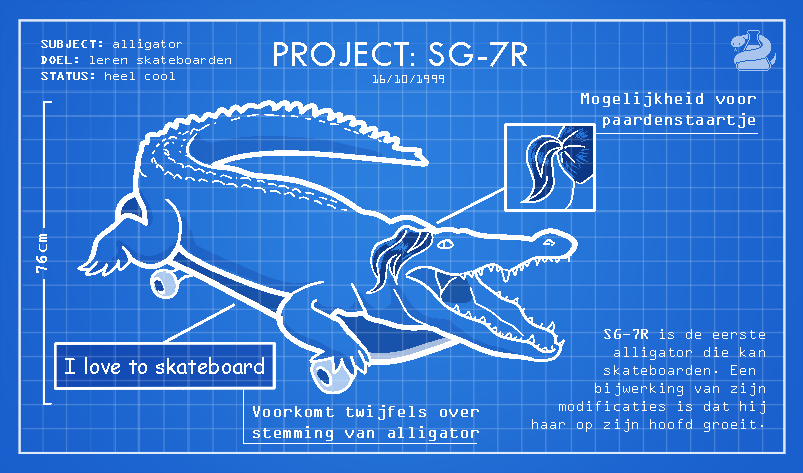 SUBJECT: alligator
DOEL: leren skateboarden
STATUS: heel cool
PROJECT: SG-7R
16/10/1999
Mogelijkheid voor
paardenstaartje
76cm
I love to skateboard
Voorkomt twijfels over
stemming van alligator
SG-7R is de eerste
alligator die kan
skateboarden. Een
bijwerking van zijn
modificaties is dat hij
haar op zijn hoofd groeit.